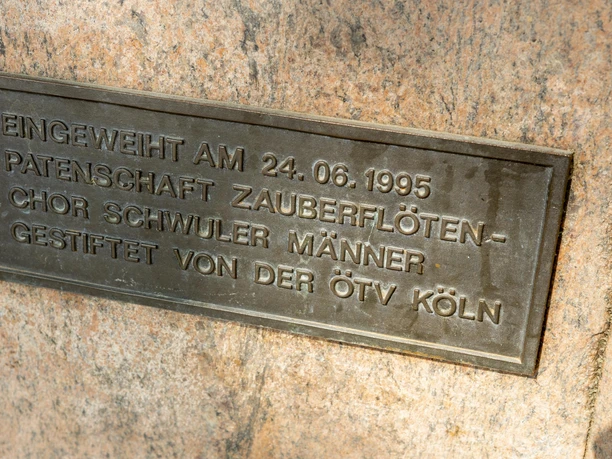 EINGEWEIHT AM 24.06.1995
PATENSCHAFT ZAUBERFLÖTEN-
CHOR SCHWULER MÄNNER
GESTIFTET VON DER ÖTV KÖLN